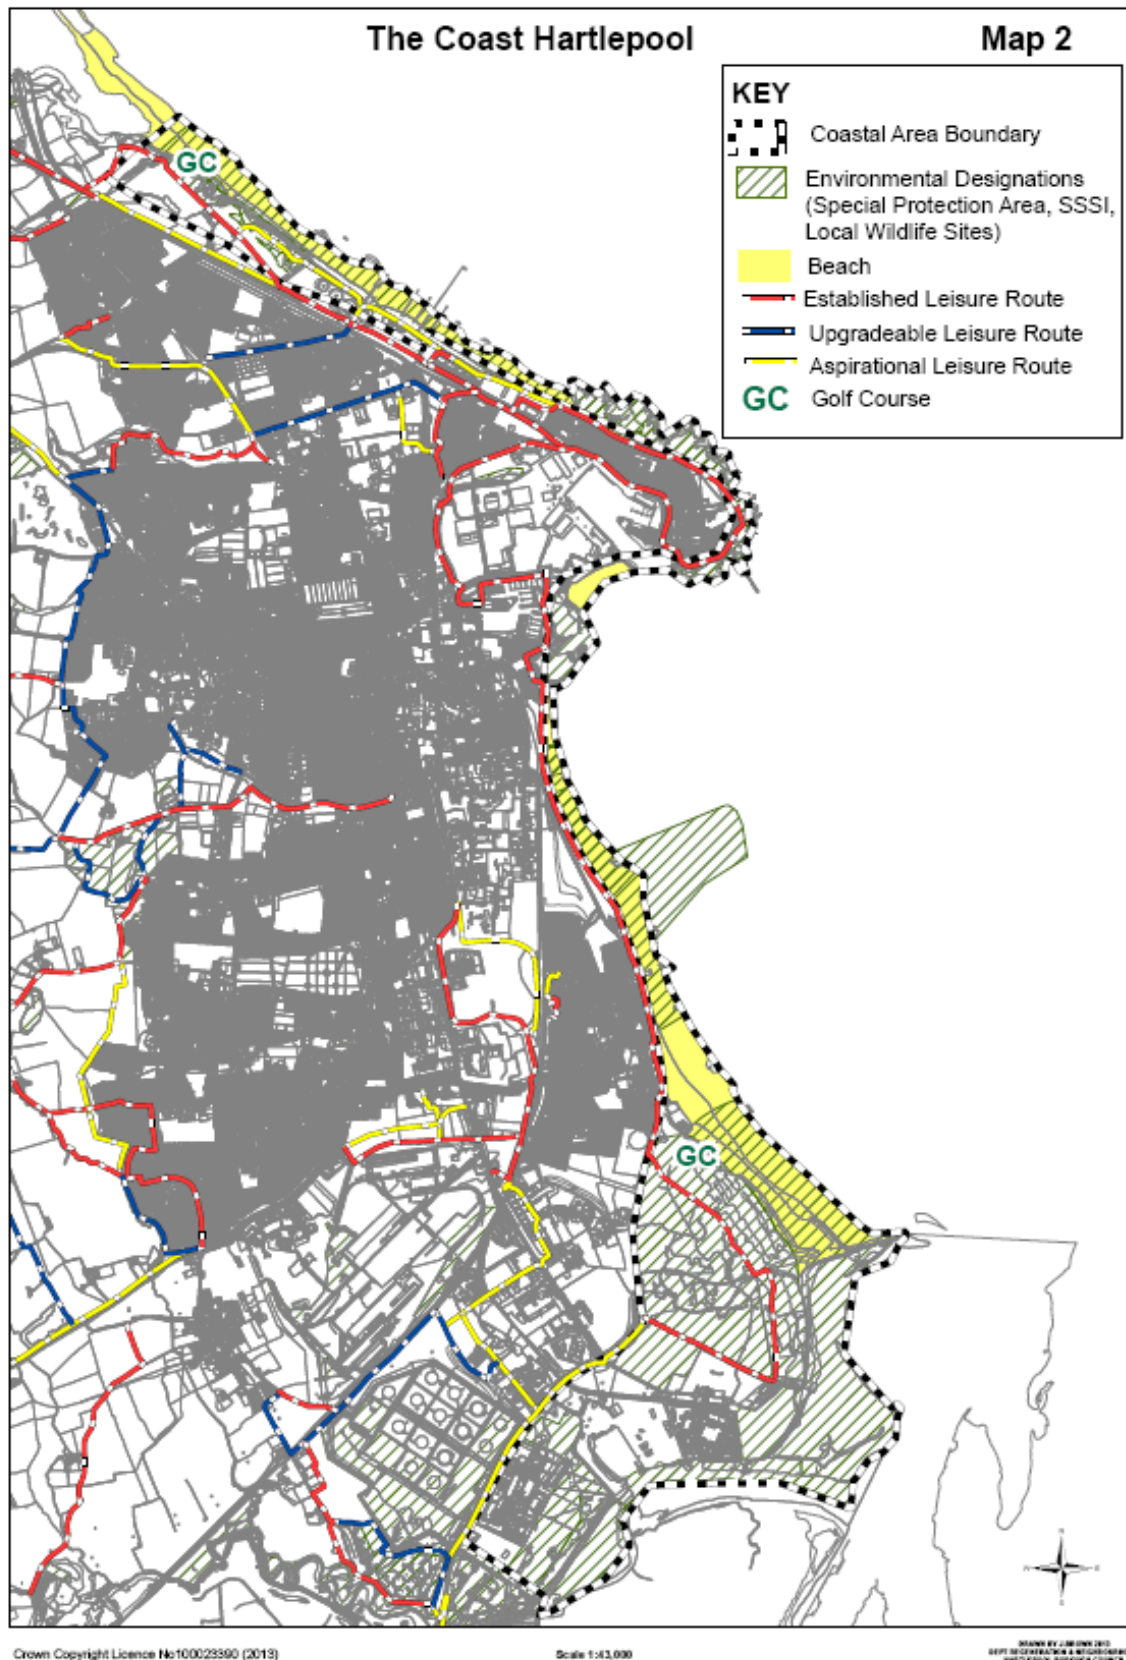 The Coast Hartlepool
Map 2
KEY
Coastal Area Boundary
Environmental Designations
(Special Protection Area, SSSI,
Local Wildlife Sites)
Beach
Established Leisure Route
Upgradeable Leisure Route
Aspirational Leisure Route
GC Golf Course
GC
GC
Crown Copyright Licence No100023390 (2013)
Scale 1:43,000